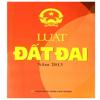 LUẬT
ĐẤT ĐAI
Năm 2013